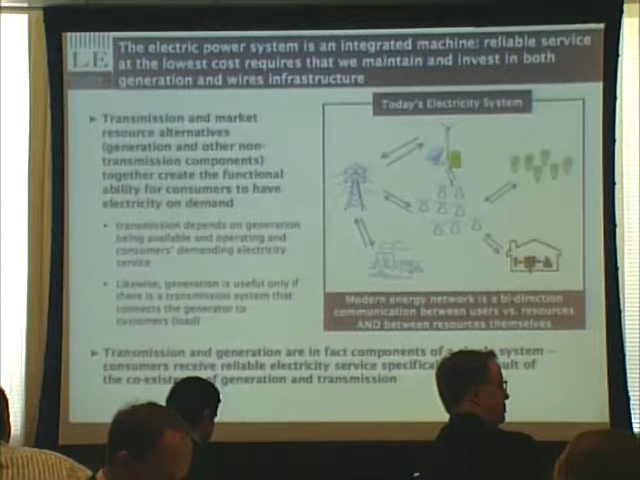 LE
The electric power system is an integrated machine: reliable service
at the lowest cost requires that we maintain and invest in both
generation and wires infrastructure
Today's Electricity System
Transmission and market
resource alternatives
(generation and other non-
transmission components)
together create the functional
ability for consumers to have
electricity on demand
transmission depends on generation
being available and operating and
consumers' demanding electricity
service
Likewise, generation is useful only if
there is a transmission system that
connects the generator to
customers (load)
Modern energy network is a bi-direction
communication between users vs. resources
AND between resources themselves
Transmission and generation are in fact components of a single system –
consumers receive reliable electricity service specifica sult of
the co-exist generation and transmission